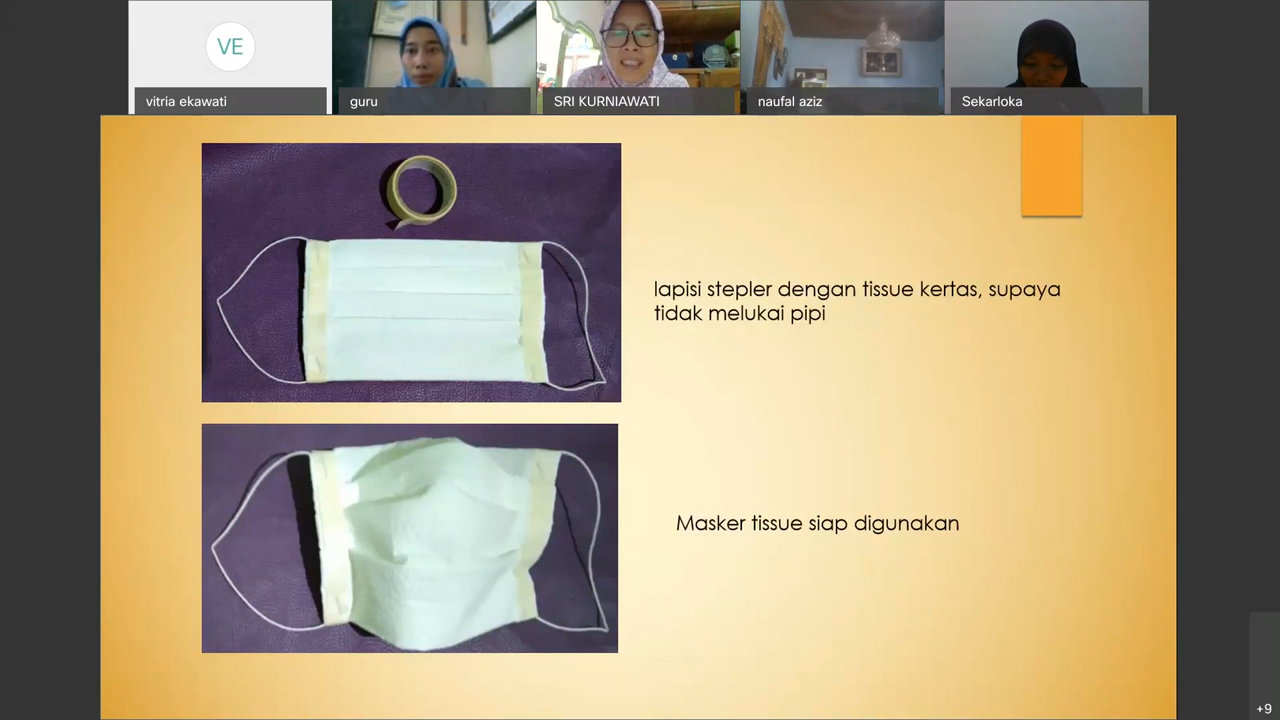 VE
vitria ekawati
guru
SRI KURNIAWATI
naufal aziz
Sekarloka
lapisi stepler dengan tissue kertas, supaya
tidak melukai pipi
Masker tissue siap digunakan
+9